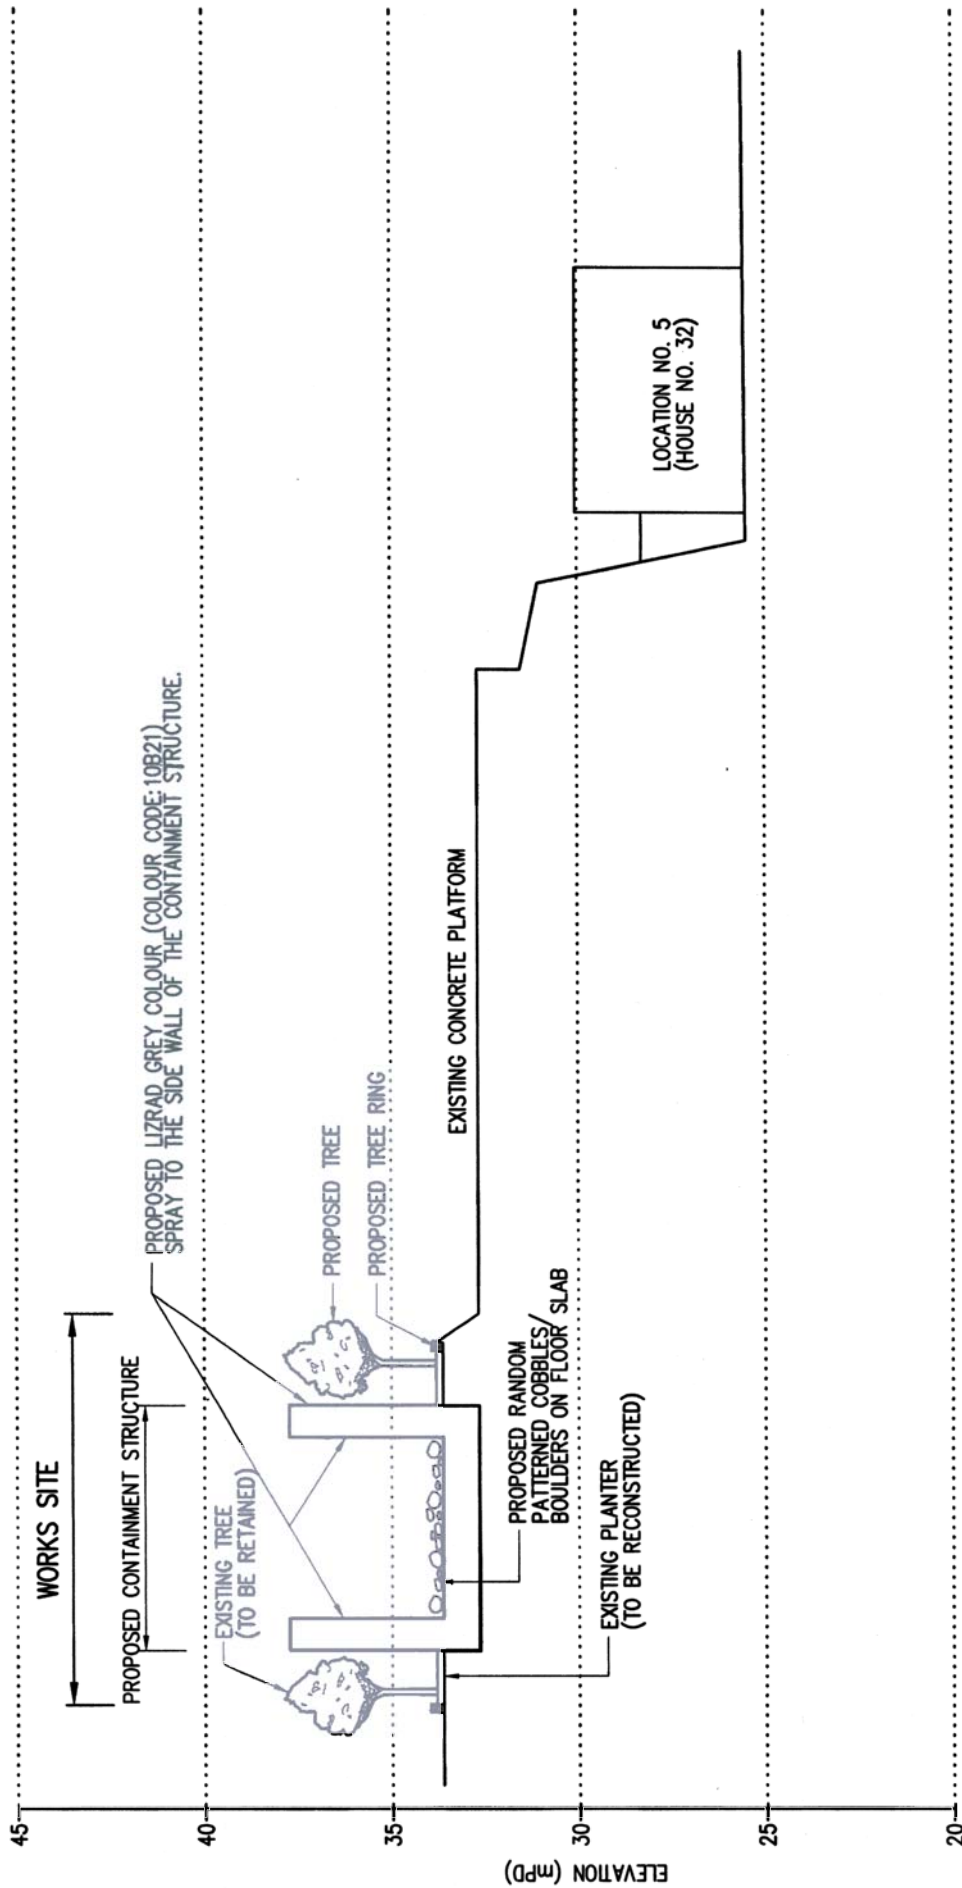 WORKS SITE
PROPOSED CONTAINMENT STRUCTURE
PROPOSED LIZRAD GREY COLOUR (COLOUR CODE:10B21)
SPRAY TO THE SIDE WALL OF THE CONTAINMENT STRUCTURE.
EXISTING TREE
(TO BE RETAINED)
PROPOSED TREE
PROPOSED TREE RING
EXISTING CONCRETE PLATFORM
PROPOSED RANDOM
PATTERNED COBBLES/
BOULDERS ON FLOOR SLAB
EXISTING PLANTER
(TO BE RECONSTRUCTED)
LOCATION NO. 5
(HOUSE NO. 32)
45
40
35
30
25
20
ELEVATION (mPD)